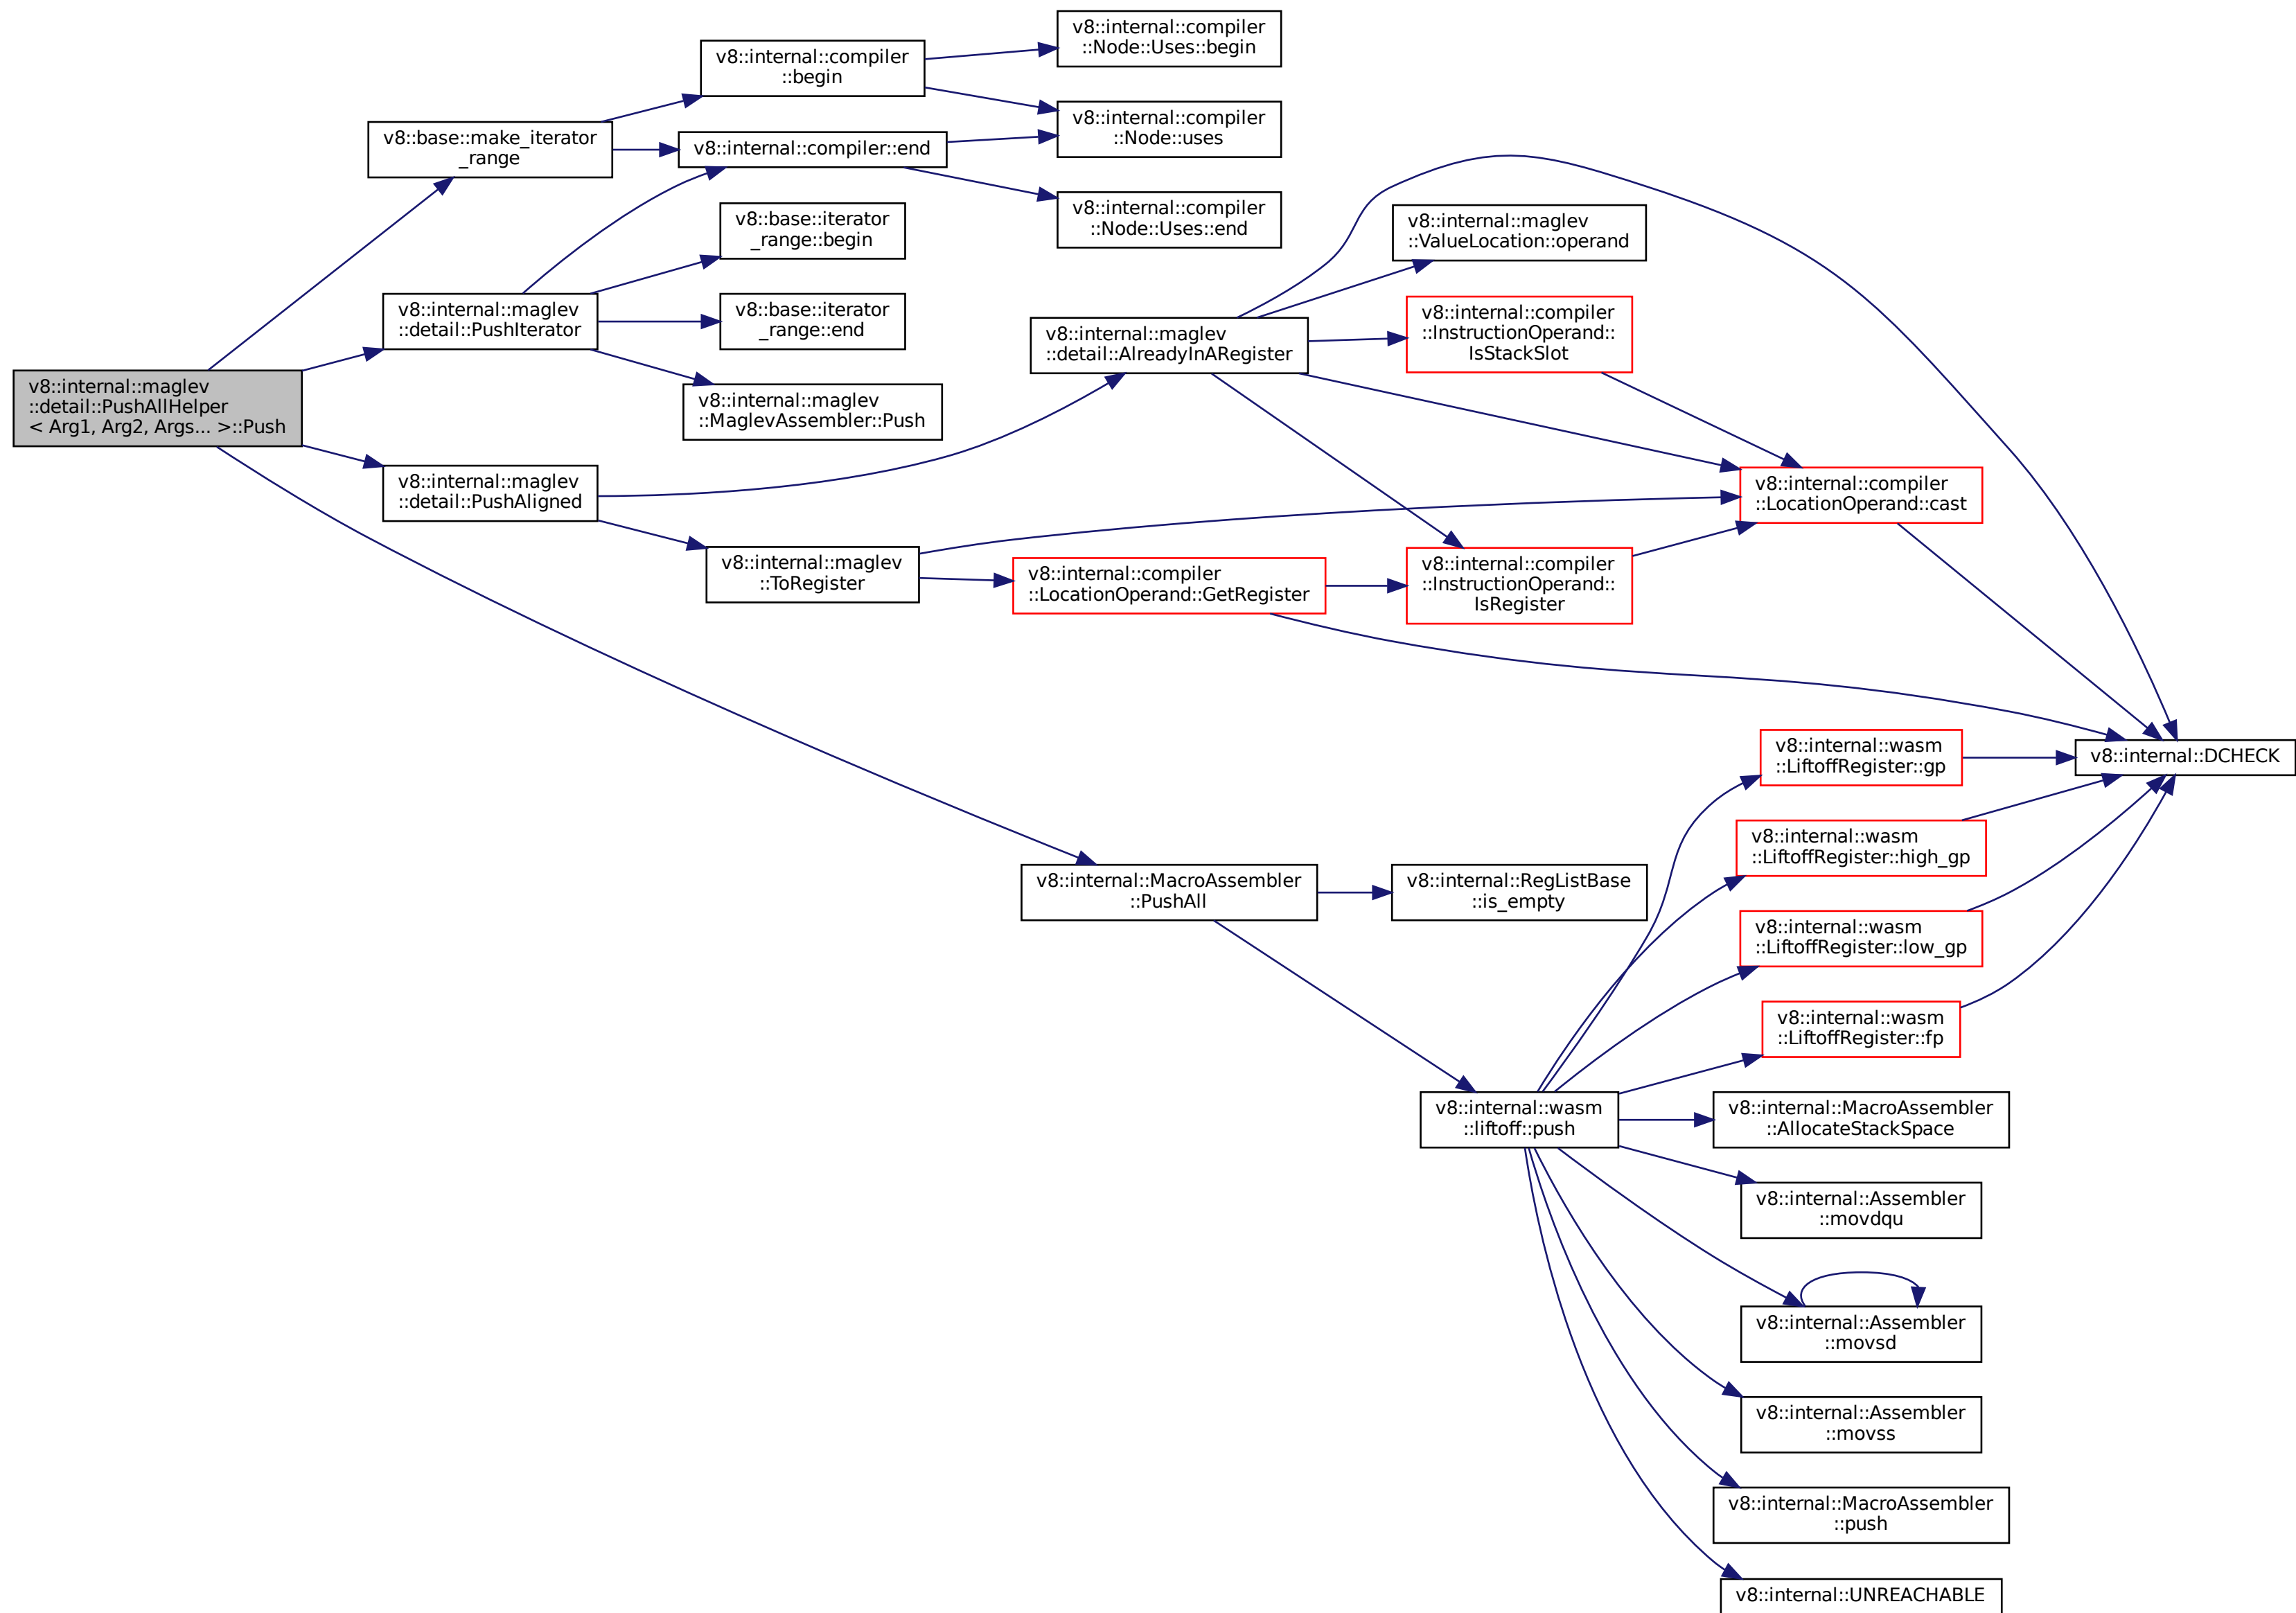 v8::internal::maglev
::detail::PushAllHelper
< Arg1, Arg2, Args... >::Push
v8::base::make_iterator
_range
v8::internal::maglev
::detail::PushIterator
v8::internal::maglev
::detail::PushAligned
v8::internal::compiler
::begin
v8::internal::compiler::end
v8::base::iterator
_range::begin
v8::base::iterator
_range::end
v8::internal::maglev
::MaglevAssembler::Push
v8::internal::maglev
::ToRegister
v8::internal::compiler
::Node::Uses::begin
v8::internal::compiler
::Node::uses
v8::internal::compiler
::Node::Uses::end
v8::internal::maglev
::detail::AlreadyInARegister
v8::internal::compiler
::LocationOperand::GetRegister
v8::internal::MacroAssembler
::PushAll
v8::internal::maglev
::ValueLocation::operand
v8::internal::compiler
::InstructionOperand::
IsStackSlot
v8::internal::compiler
::InstructionOperand::
IsRegister
v8::internal::RegListBase
::is_empty
v8::internal::wasm
::liftoff::push
v8::internal::compiler
::LocationOperand::cast
v8::internal::wasm
::LiftoffRegister::gp
v8::internal::wasm
::LiftoffRegister::high_gp
v8::internal::wasm
::LiftoffRegister::low_gp
v8::internal::wasm
::LiftoffRegister::fp
v8::internal::MacroAssembler
::AllocateStackSpace
v8::internal::Assembler
::movdqu
v8::internal::Assembler
::movsd
v8::internal::Assembler
::movss
v8::internal::MacroAssembler
::push
v8::internal::UNREACHABLE
v8::internal::DCHECK